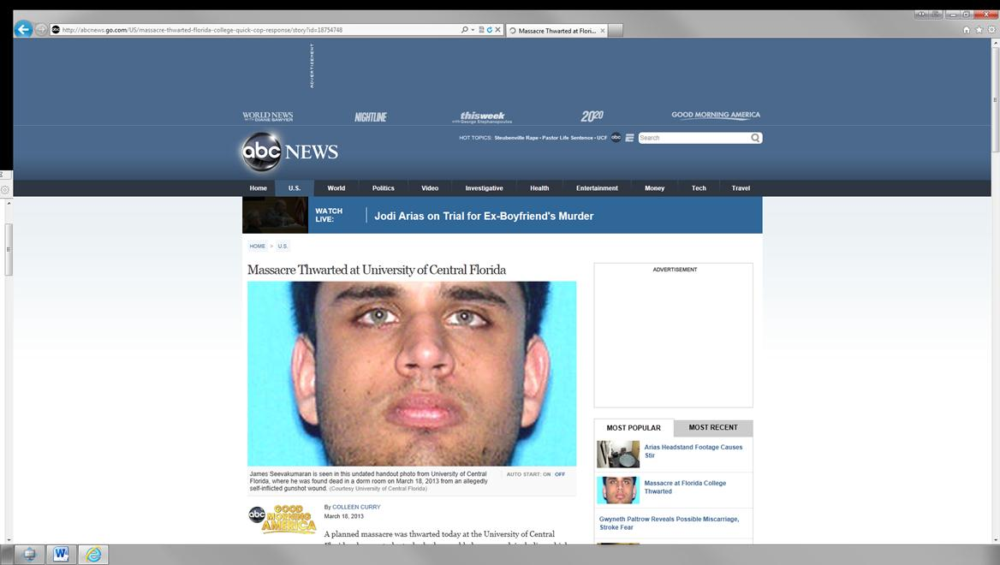 http://abcnews.go.com/US/massacre-thwarted-florida-college-quick-cop-response/story?id=18754748
Massacre Thwarted at Flori...
ADVERTISEMENT
WORLD NEWS
WITH DIANE SAWYER
NIGHTLINE
thisweek
with George Stephanopoulos
2020
GOOD MORNING AMERICA
HOT TOPICS: Steubenville Rape • Pastor Life Sentence • UCF
abc
Search
abc NEWS
Home U.S. World Politics Video Investigative Health Entertainment Money Tech Travel
WATCH
LIVE:
Jodi Arias on Trial for Ex-Boyfriend's Murder
HOME > U.S.
Massacre Thwarted at University of Central Florida
James Seevakumaran is seen in this undated handout photo from University of Central
Florida, where he was found dead in a dorm room on March 18, 2013 from an allegedly
self-inflicted gunshot wound. (Courtesy University of Central Florida)
AUTO START: ON OFF
abc GOOD
MORNING
AMERICA
By COLLEEN CURRY
March 18, 2013
A planned massacre was thwarted today at the University of Central
ADVERTISEMENT
MOST POPULAR
MOST RECENT
Arias Headstand Footage Causes
Stir
Massacre at Florida College
Thwarted
Gwyneth Paltrow Reveals Possible Miscarriage,
Stroke Fear